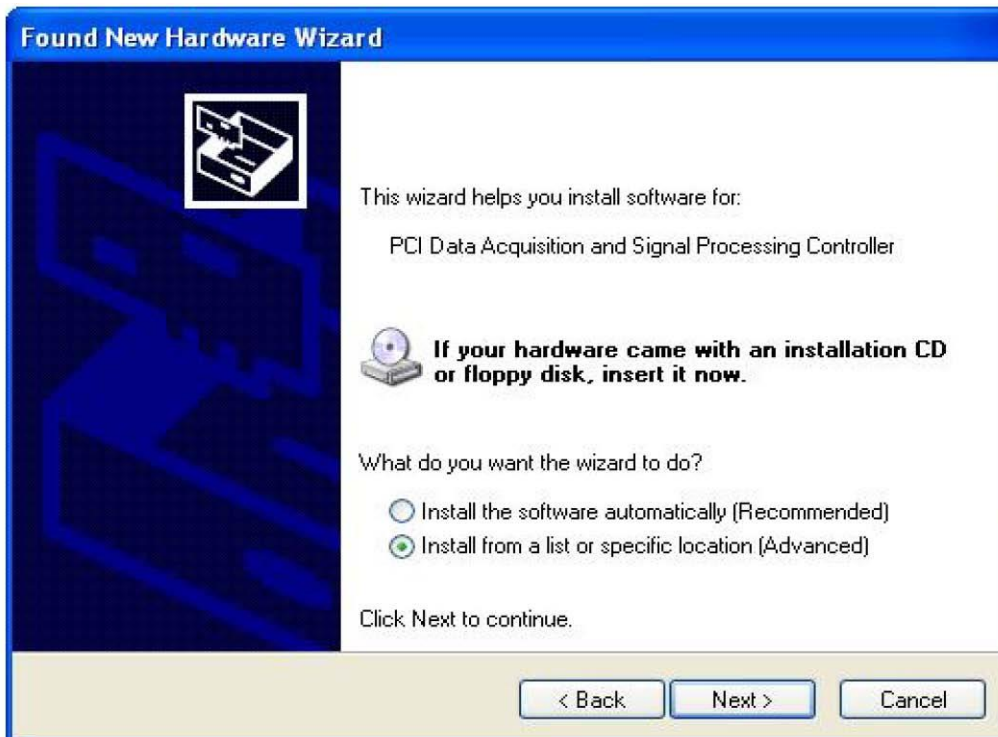 Found New Hardware Wizard
This wizard helps you install software for:
PCI Data Acquisition and Signal Processing Controller
If your hardware came with an installation CD
or floppy disk, insert it now.
What do you want the wizard to do?
Install the software automatically (Recommended)
Install from a list or specific location (Advanced)
Click Next to continue.
< Back
Next >
Cancel